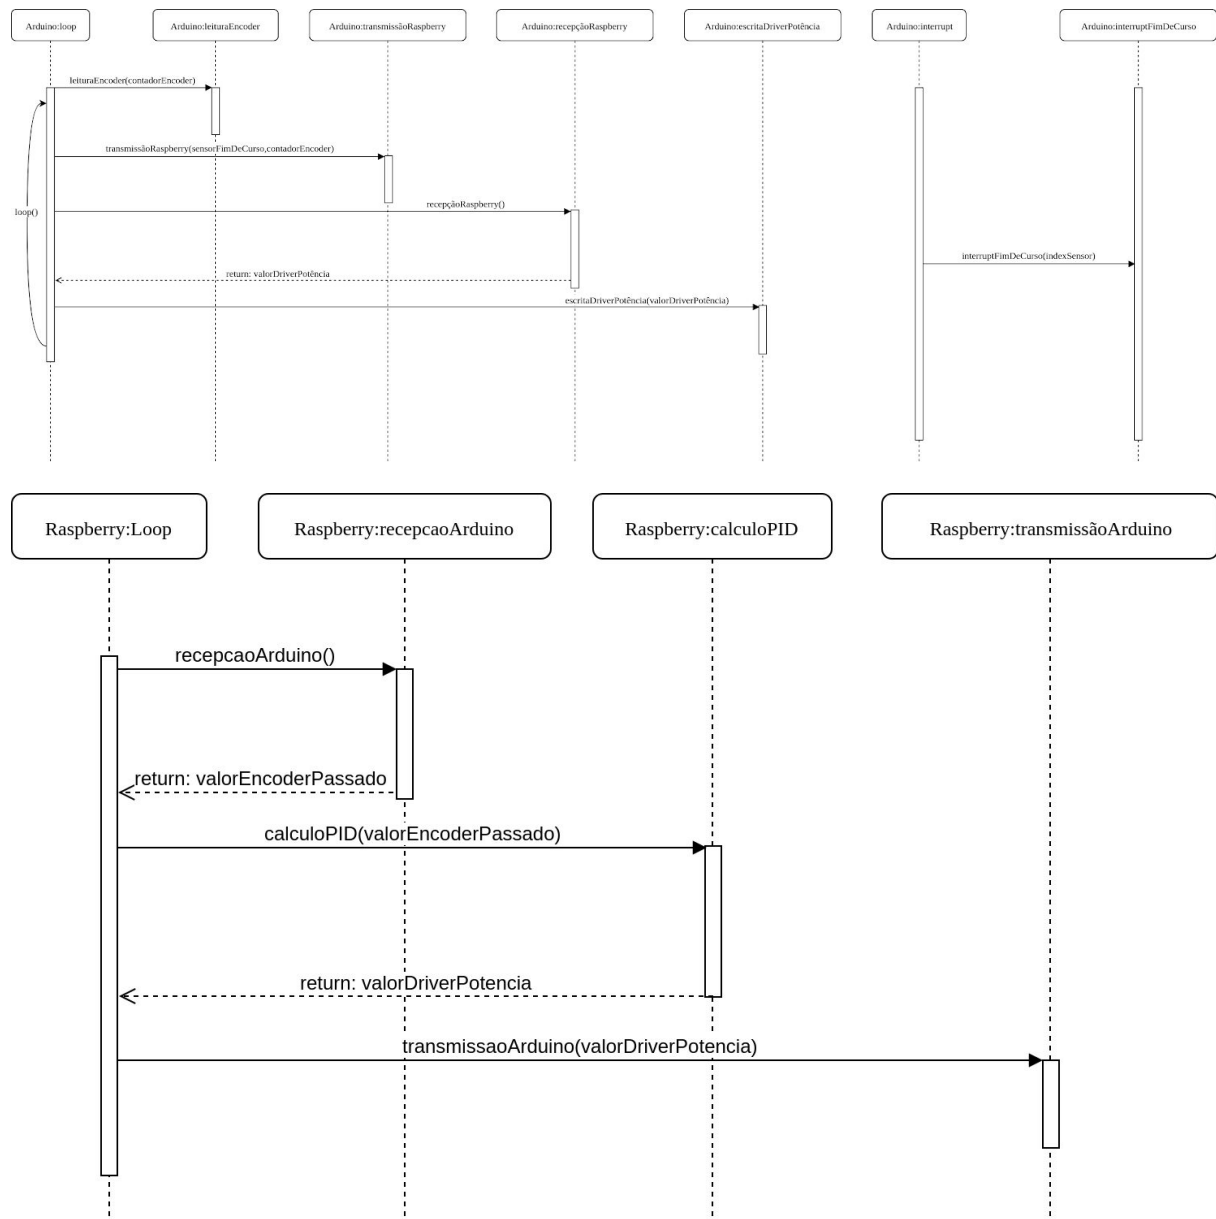 Arduino:loop
Arduino:leituraEncoder
Arduino:transmissãoRaspberry
Arduino:recepçãoRaspberry
Arduino:escritaDriverPotência
Arduino:interrupt
Arduino:interruptFimDeCurso
leituraEncoder(contadorEncoder)
transmissãoRaspberry(sensorFimDeCurso,contadorEncoder)
recepçãoRaspberry()
loop()
interruptFimDeCurso(indexSensor)
return: valorDriverPotência
escritaDriverPotência(valorDriverPotência)
Raspberry:Loop
Raspberry:recepcaoArduino
Raspberry:calculoPID
Raspberry:transmissãoArduino
recepcaoArduino()
return: valorEncoderPassado
calculoPID(valorEncoderPassado)
return: valorDriverPotencia
transmissaoArduino(valorDriverPotencia)